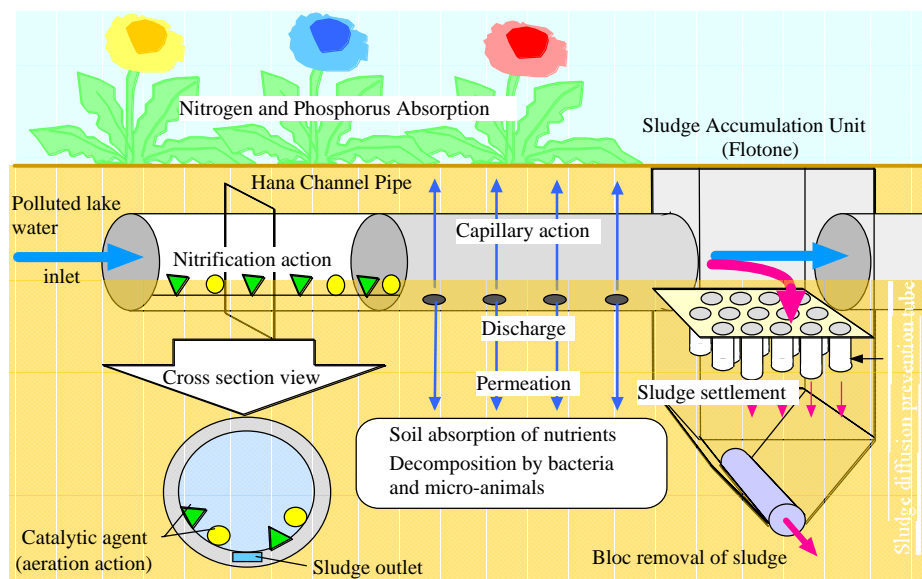 Nitrogen and Phosphorus Absorption
Sludge Accumulation Unit
(Flotone)
Hana Channel Pipe
Polluted lake
water
inlet
Nitrification action
Capillary action
Discharge
Permeation
Cross section view
Sludge settlement
Sludge diffusion prevention tube
Soil absorption of nutrients
Decomposition by bacteria
and micro-animals
Catalytic agent
(aeration action)
Sludge outlet
Bloc removal of sludge